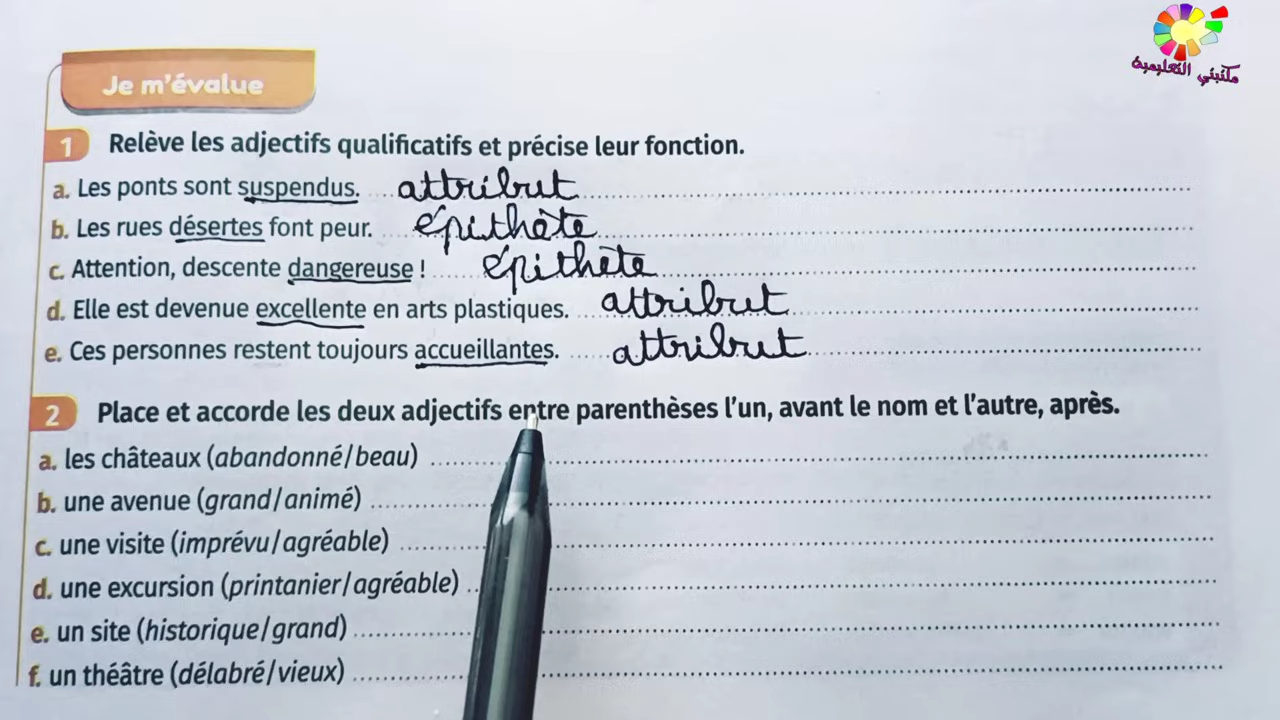 مكتبتي التعليمية
Je m'évalue
1 Relève les adjectifs qualificatifs et précise leur fonction.
a. Les ponts sont suspendus. attribut
b. Les rues désertes font peur. épithète
c. Attention, descente dangereuse ! épithète
d. Elle est devenue excellente en arts plastiques. attribut
e. Ces personnes restent toujours accueillantes. attribut
2 Place et accorde les deux adjectifs entre parenthèses l'un, avant le nom et l'autre, après.
a. les châteaux (abandonné/beau)
b. une avenue (grand/animé)
c. une visite (imprévu/agréable)
d. une excursion (printanier/agréable)
e. un site (historique/grand)
f. un théâtre (délabré/vieux)